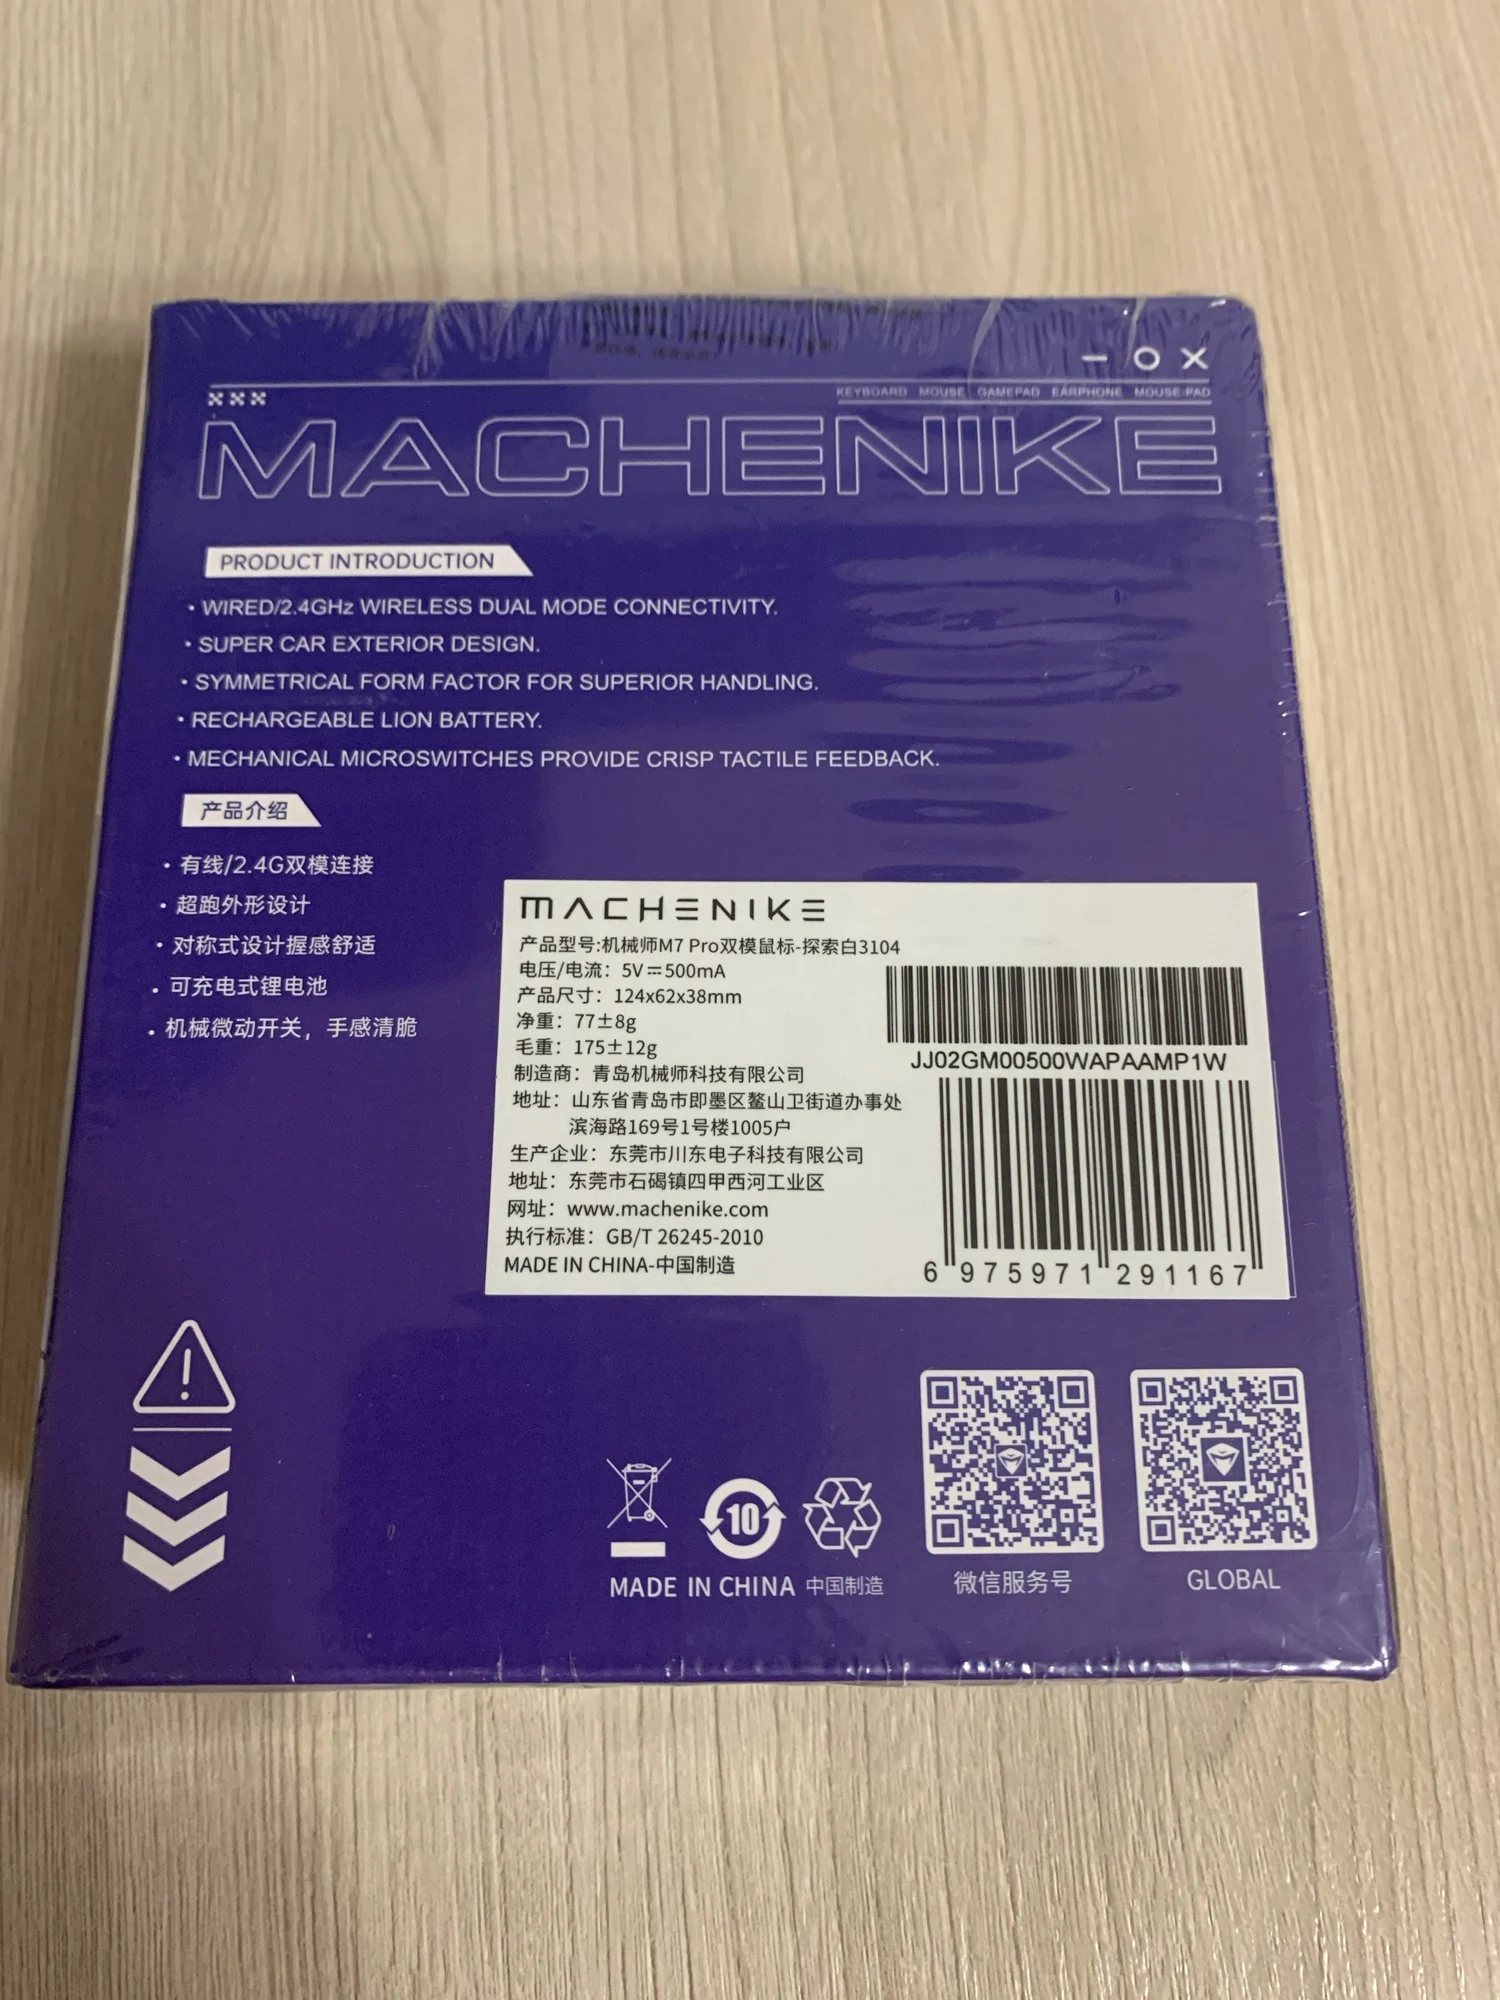 KEYBOARD MOUSE GAMEPAD EARPHONE MOUSE-PAD
MACHENIKE
PRODUCT INTRODUCTION
• WIRED/2.4GHz WIRELESS DUAL MODE CONNECTIVITY.
• SUPER CAR EXTERIOR DESIGN.
• SYMMETRICAL FORM FACTOR FOR SUPERIOR HANDLING.
• RECHARGEABLE LION BATTERY.
• MECHANICAL MICROSWITCHES PROVIDE CRISP TACTILE FEEDBACK.
产品介绍
• 有线/2.4G双模连接
• 超跑外形设计
• 对称式设计握感舒适
• 可充电式锂电池
• 机械微动开关，手感清脆
MACHENIKE
产品型号:机械师M7 Pro双模鼠标-探索白3104
电压/电流：5V⎓500mA
产品尺寸：124x62x38mm
净重：77±8g
毛重：175±12g
制造商：青岛机械师科技有限公司
地址：山东省青岛市即墨区鳌山卫街道办事处
滨海路169号1号楼1005户
生产企业：东莞市川东电子科技有限公司
地址：东莞市石碣镇四甲西河工业区
网址：www.machenike.com
执行标准：GB/T 26245-2010
MADE IN CHINA-中国制造
JJ02GM00500WAPAAMP1W
6 975971 291167
10
MADE IN CHINA 中国制造
微信服务号
GLOBAL